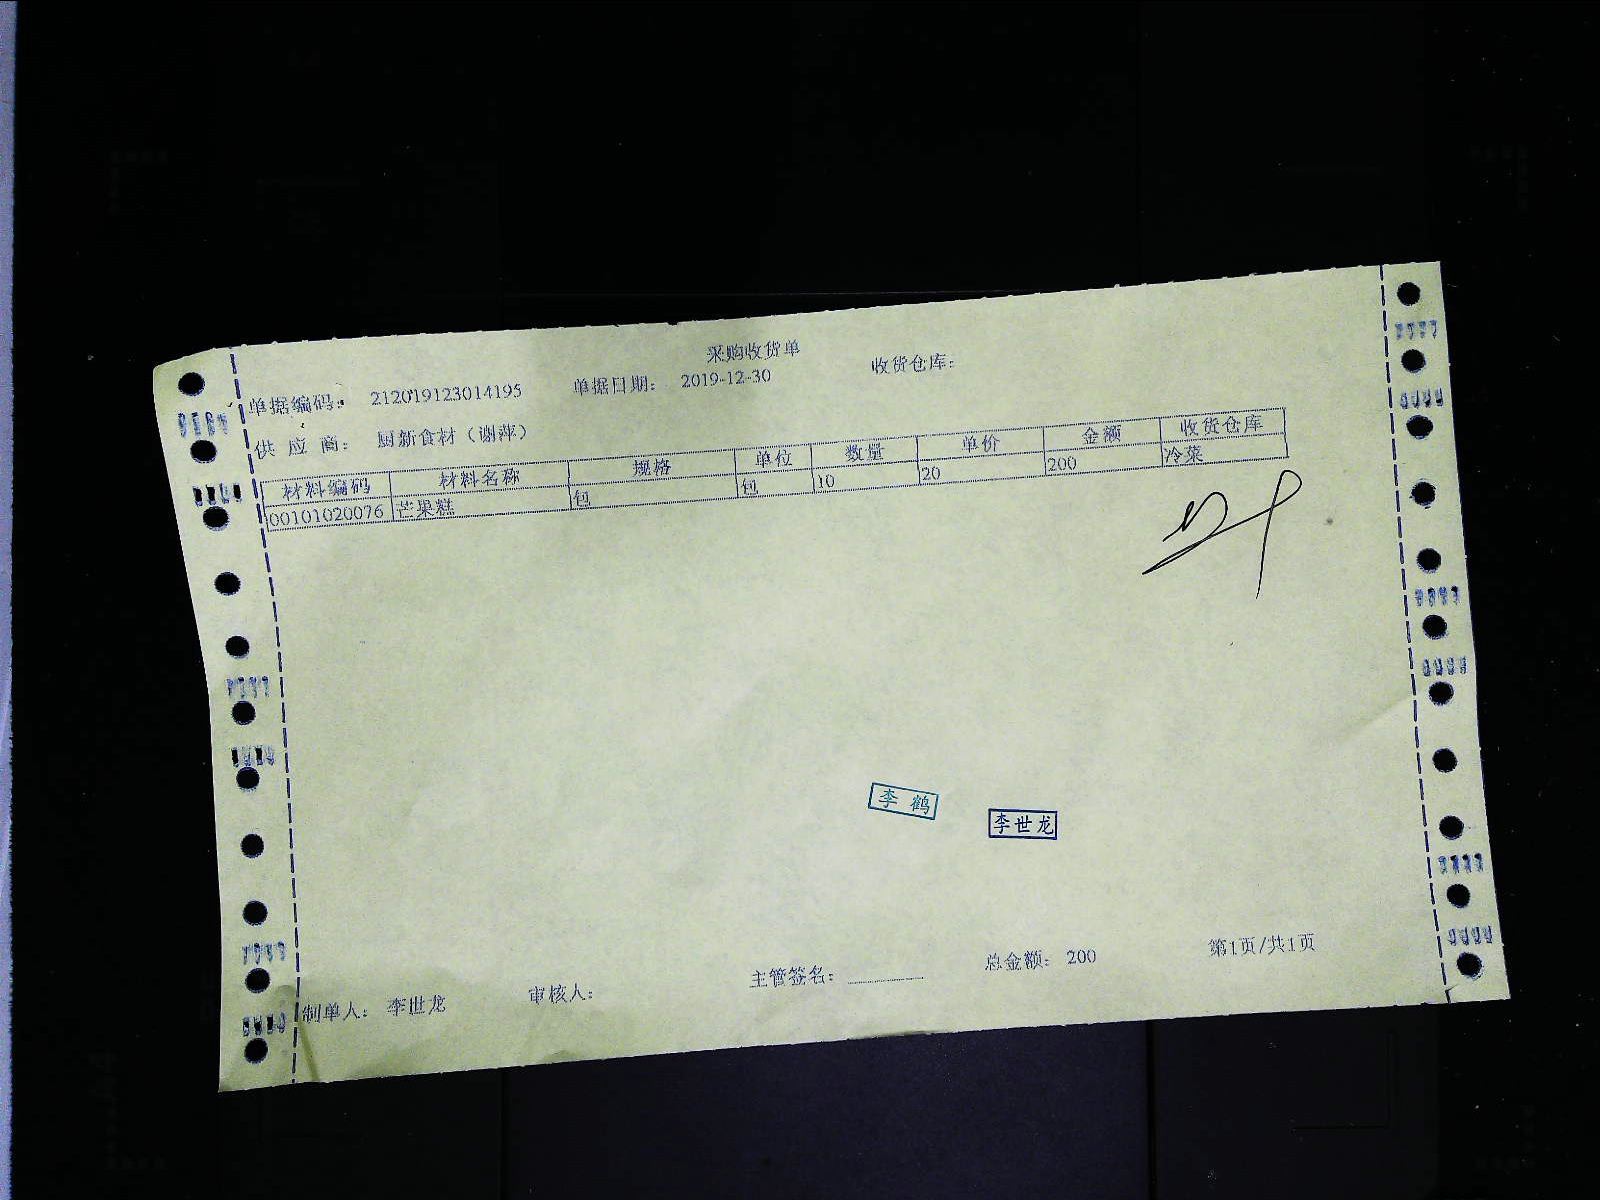 采购收货单
单据编码： 212019123014195 单据日期： 2019-12-30 收货仓库：
供 应 商： 厨新食材（谢萍）
材料编码 材料名称 规格 单位 数量 单价 金额 收货仓库
00101020076 芒果糕 包 包 10 20 200 冷菜
李 鹤
李世龙
制单人： 李世龙 审核人： 主管签名： 总金额： 200 第1页/共1页